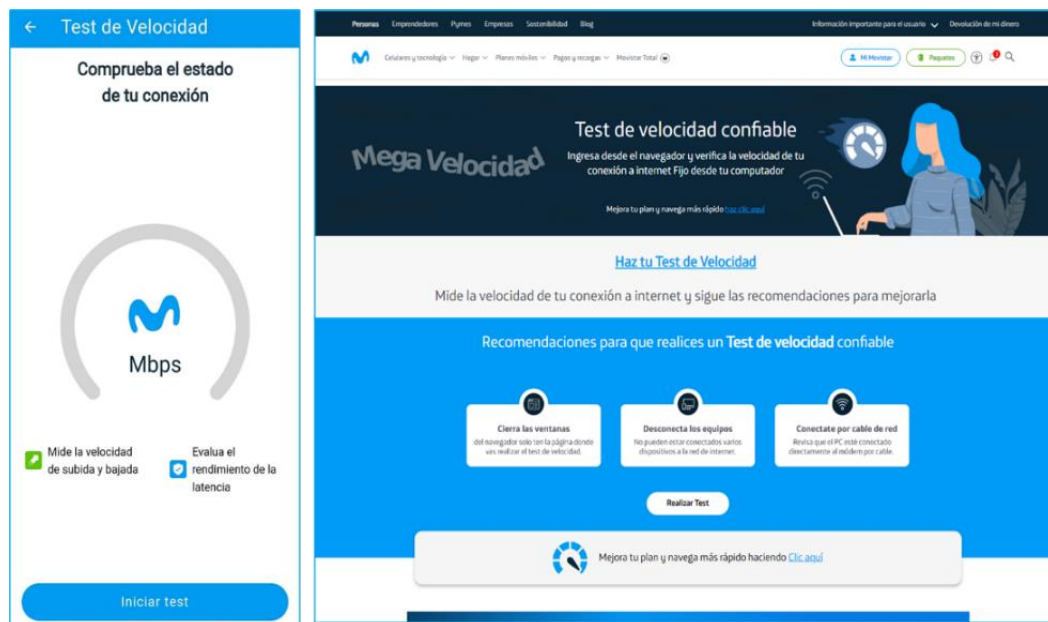 Test de Velocidad
Comprueba el estado
de tu conexión
Mbps
Mide la velocidad
de subida y bajada
Evalua el
rendimiento de la
latencia
Iniciar test
Personas Emprendedores Pymes Empresas Sostenibilidad Blog
Información importante para el usuario Devolución de mi dinero
Celulares y tecnología Hogar Planes móviles Pagos y recargas Movistar Total
Mi Movistar Paquetes
Mega Velocidad
Test de velocidad confiable
Ingresa desde el navegador y verifica la velocidad de tu
conexión a internet Fijo desde tu computador
Mejora tu plan y navega más rápido haz clic aquí
Haz tu Test de Velocidad
Mide la velocidad de tu conexión a internet y sigue las recomendaciones para mejorarla
Recomendaciones para que realices un Test de velocidad confiable
Cierra las ventanas
del navegador solo ten la página donde
vas realizar el test de velocidad.
Desconecta los equipos
No pueden estar conectados varios
dispositivos a la red de internet.
Conectate por cable de red
Revisa que el PC esté conectado
directamente al módem por cable.
Realizar Test
Mejora tu plan y navega más rápido haciendo Clic aquí